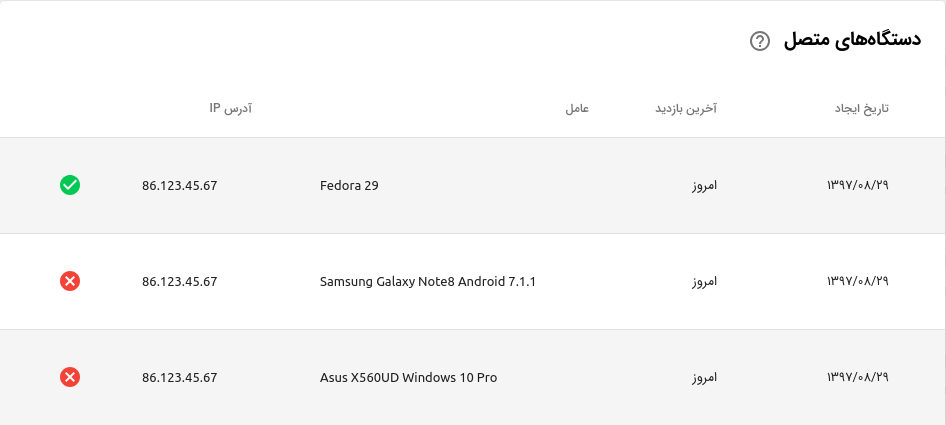 دستگاه‌های متصل
تاریخ ایجاد آخرین بازدید عامل آدرس IP
۱۳۹۷/۰۸/۲۹ امروز Fedora 29 86.123.45.67
۱۳۹۷/۰۸/۲۹ امروز Samsung Galaxy Note8 Android 7.1.1 86.123.45.67
۱۳۹۷/۰۸/۲۹ امروز Asus X560UD Windows 10 Pro 86.123.45.67